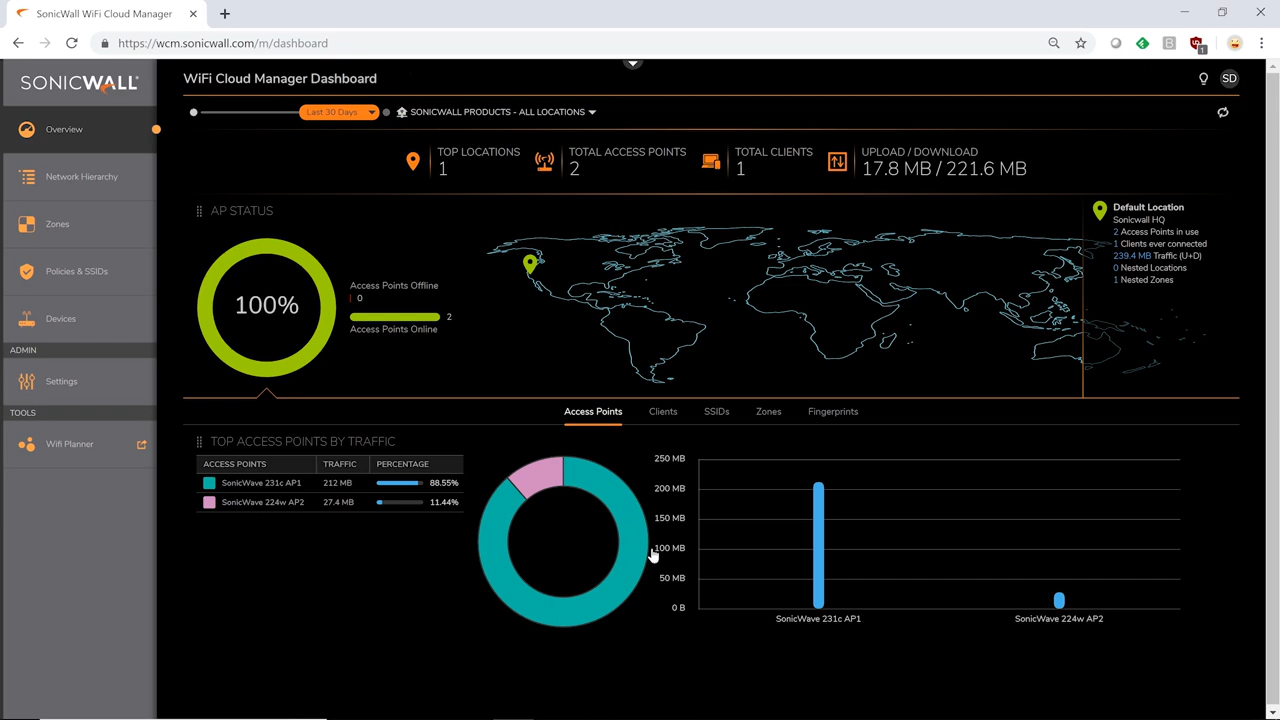 SonicWall WiFi Cloud Manager
https://wcm.sonicwall.com/m/dashboard
1
SONICWALL
WiFi Cloud Manager Dashboard
SD
Last 30 Days
SONICWALL PRODUCTS - ALL LOCATIONS
Overview
Network Hierarchy
Zones
Policies & SSIDs
Devices
ADMIN
Settings
TOOLS
Wifi Planner
TOP LOCATIONS
1
TOTAL ACCESS POINTS
2
TOTAL CLIENTS
1
UPLOAD / DOWNLOAD
17.8 MB / 221.6 MB
AP STATUS
100%
Access Points Offline
0
2
Access Points Online
Default Location
Sonicwall HQ
2 Access Points in use
1 Clients ever connected
239.4 MB Traffic (U+D)
0 Nested Locations
1 Nested Zones
Access Points Clients SSIDs Zones Fingerprints
TOP ACCESS POINTS BY TRAFFIC
ACCESS POINTS TRAFFIC PERCENTAGE
SonicWave 231c AP1 212 MB 88.55%
SonicWave 224w AP2 27.4 MB 11.44%
250 MB
200 MB
150 MB
100 MB
50 MB
0 B
SonicWave 231c AP1 SonicWave 224w AP2